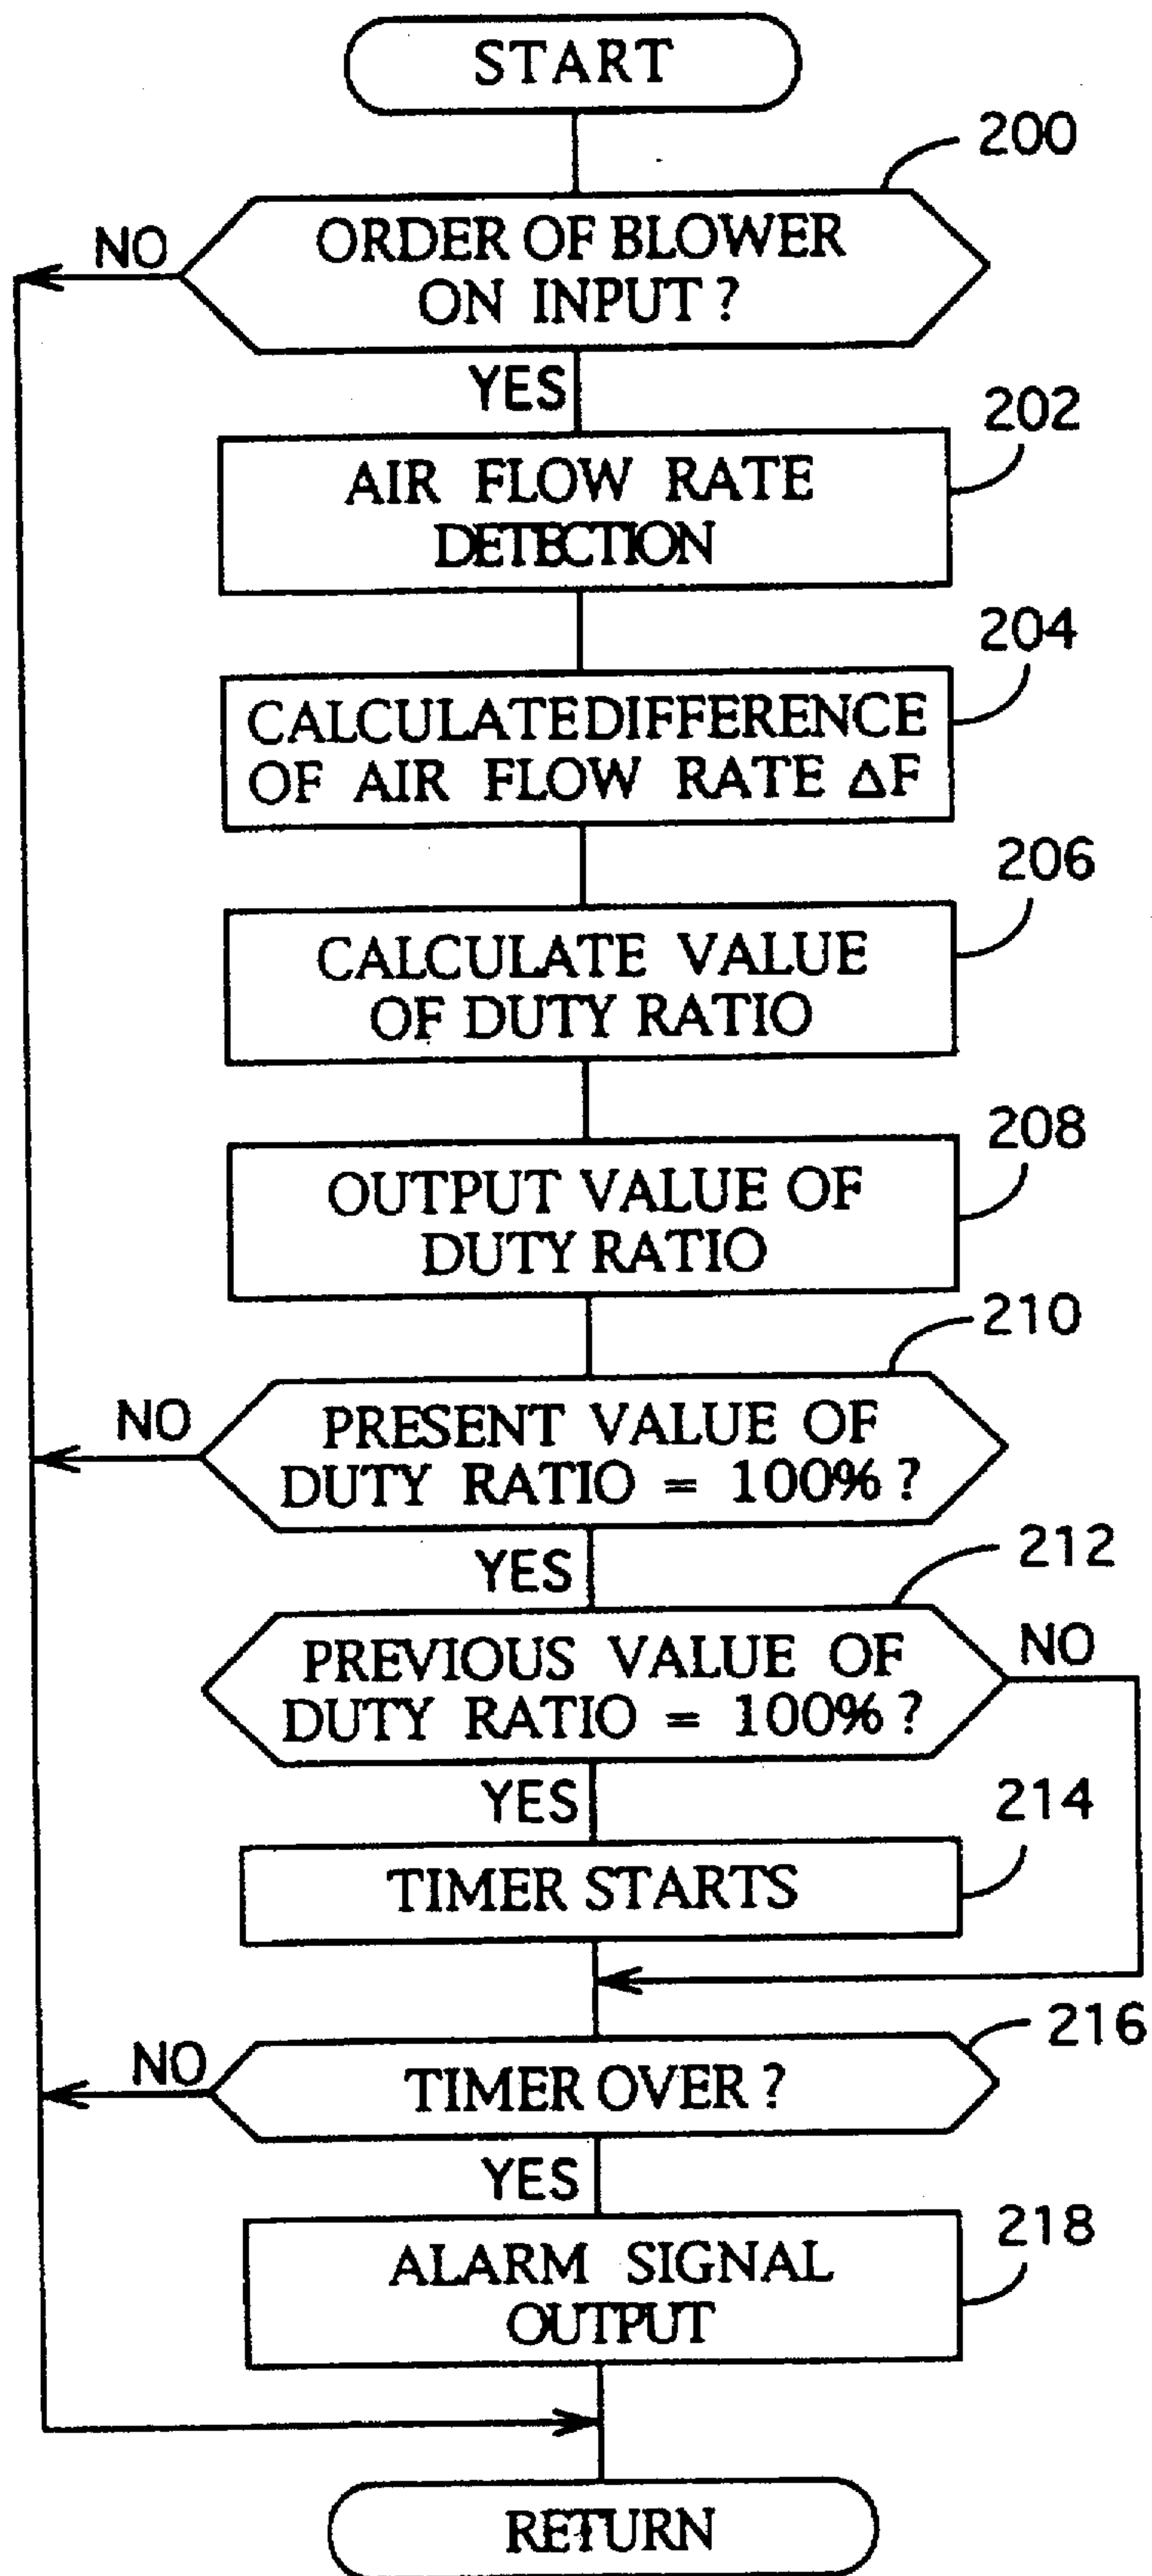 START
200
NO
ORDER OF BLOWER
ON INPUT ?
YES
202
AIR FLOW RATE
DETECTION
204
CALCULATE DIFFERENCE
OF AIR FLOW RATE ΔF
206
CALCULATE VALUE
OF DUTY RATIO
208
OUTPUT VALUE OF
DUTY RATIO
210
NO
PRESENT VALUE OF
DUTY RATIO = 100% ?
YES
212
PREVIOUS VALUE OF
DUTY RATIO = 100% ?
NO
YES
214
TIMER STARTS
216
NO
TIMER OVER ?
YES
218
ALARM SIGNAL
OUTPUT
RETURN